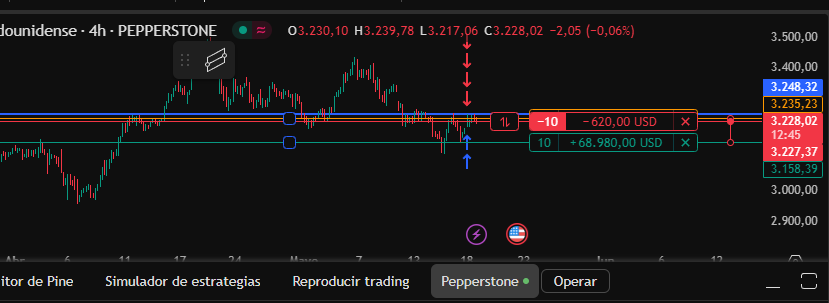 dounidense · 4h · PEPPERSTONE O3.230,10 H3.239,78 L3.217,06 C3.228,02 −2,05 (−0,06%)
3.500,00
3.400,00
3.248,32
3.235,23
−10 −620,00 USD 3.228,02
12:45
3.227,37
10 +68.980,00 USD 3.158,39
3.000,00
2.900,00
Abr 6 11 17 24 Mayo 7 13 18 22 Jun 6 12
itor de Pine Simulador de estrategias Reproducir trading Pepperstone Operar